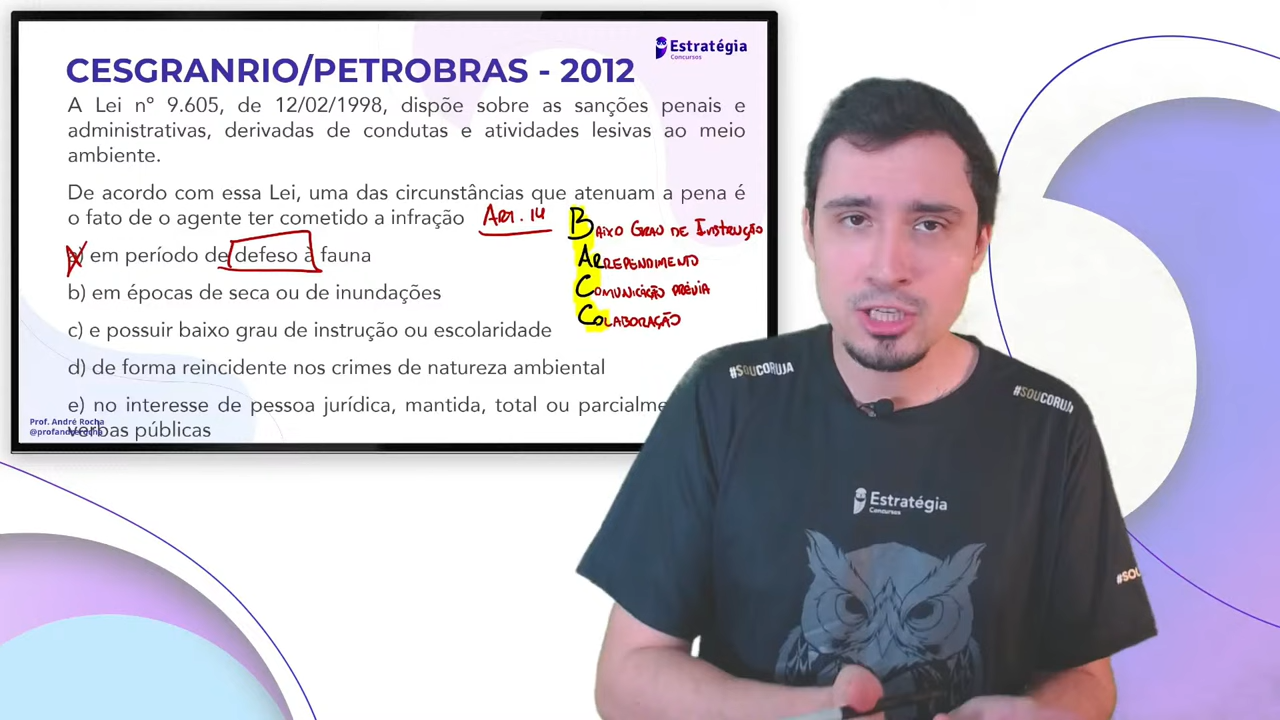 Estratégia
Concursos
CESGRANRIO/PETROBRAS - 2012
A Lei nº 9.605, de 12/02/1998, dispõe sobre as sanções penais e
administrativas, derivadas de condutas e atividades lesivas ao meio
ambiente.
De acordo com essa Lei, uma das circunstâncias que atenuam a pena é
o fato de o agente ter cometido a infração
Art. 14
Baixo Grau de Instrução
a) em período de defeso à fauna
Arrependimento
b) em épocas de seca ou de inundações
Comunicação prévia
Colaboração
c) e possuir baixo grau de instrução ou escolaridade
d) de forma reincidente nos crimes de natureza ambiental
e) no interesse de pessoa jurídica, mantida, total ou parcialme
verbas públicas
Prof. André Rocha
#SOUCORUJA
#SOUCORUJA
Estratégia
Concursos
#SOU